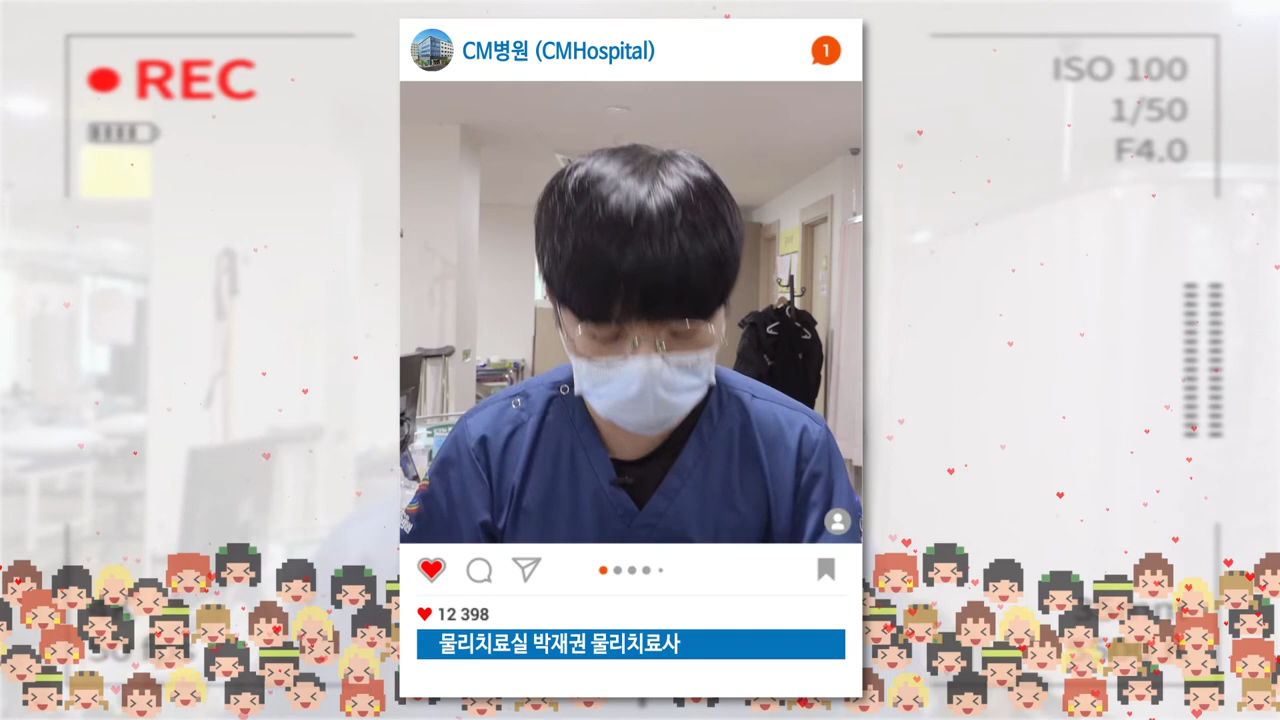 REC
CM병원 (CMHospital)
1
ISO 100
1/50
F4.0
12 398
물리치료실 박재권 물리치료사